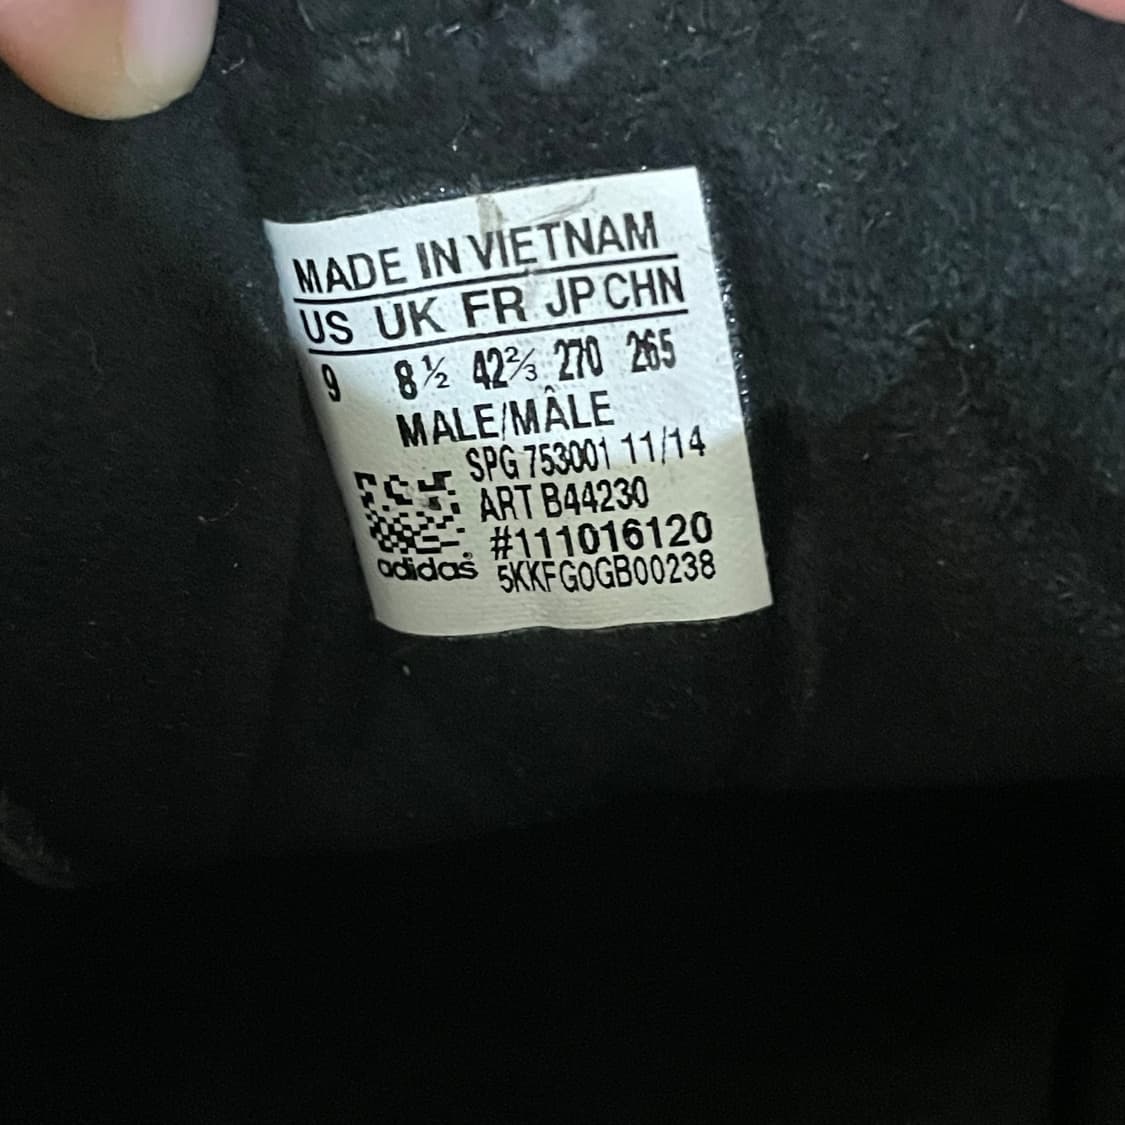 MADE IN VIETNAM
US UK FR JP CHN
9 8½ 42⅔ 270 265
MALE/MÂLE
SPG 753001 11/14
ART B44230
#111016120
adidas® 5KKFG0GB00238